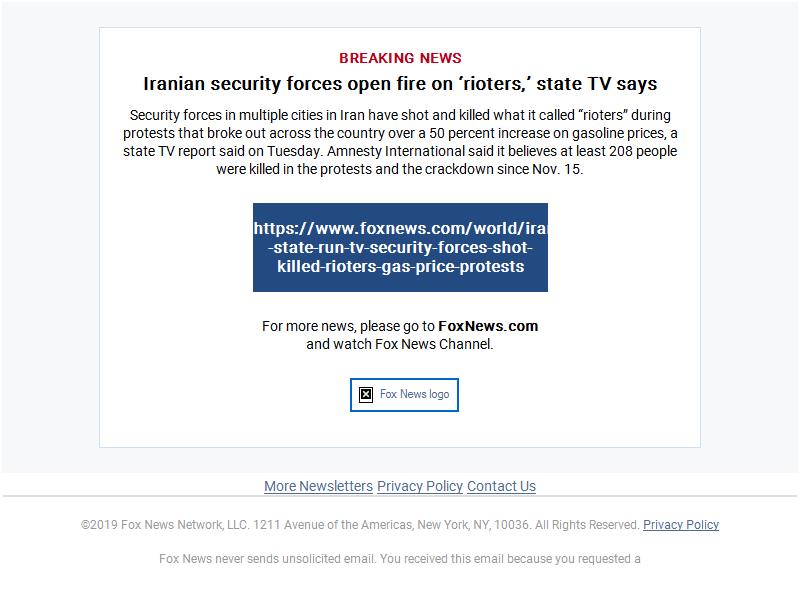 BREAKING NEWS
Iranian security forces open fire on ‘rioters,’ state TV says
Security forces in multiple cities in Iran have shot and killed what it called “rioters” during
protests that broke out across the country over a 50 percent increase on gasoline prices, a
state TV report said on Tuesday. Amnesty International said it believes at least 208 people
were killed in the protests and the crackdown since Nov. 15.
https://www.foxnews.com/world/iran
-state-run-tv-security-forces-shot-
killed-rioters-gas-price-protests
For more news, please go to FoxNews.com
and watch Fox News Channel.
Fox News logo
More Newsletters Privacy Policy Contact Us
©2019 Fox News Network, LLC. 1211 Avenue of the Americas, New York, NY, 10036. All Rights Reserved. Privacy Policy
Fox News never sends unsolicited email. You received this email because you requested a